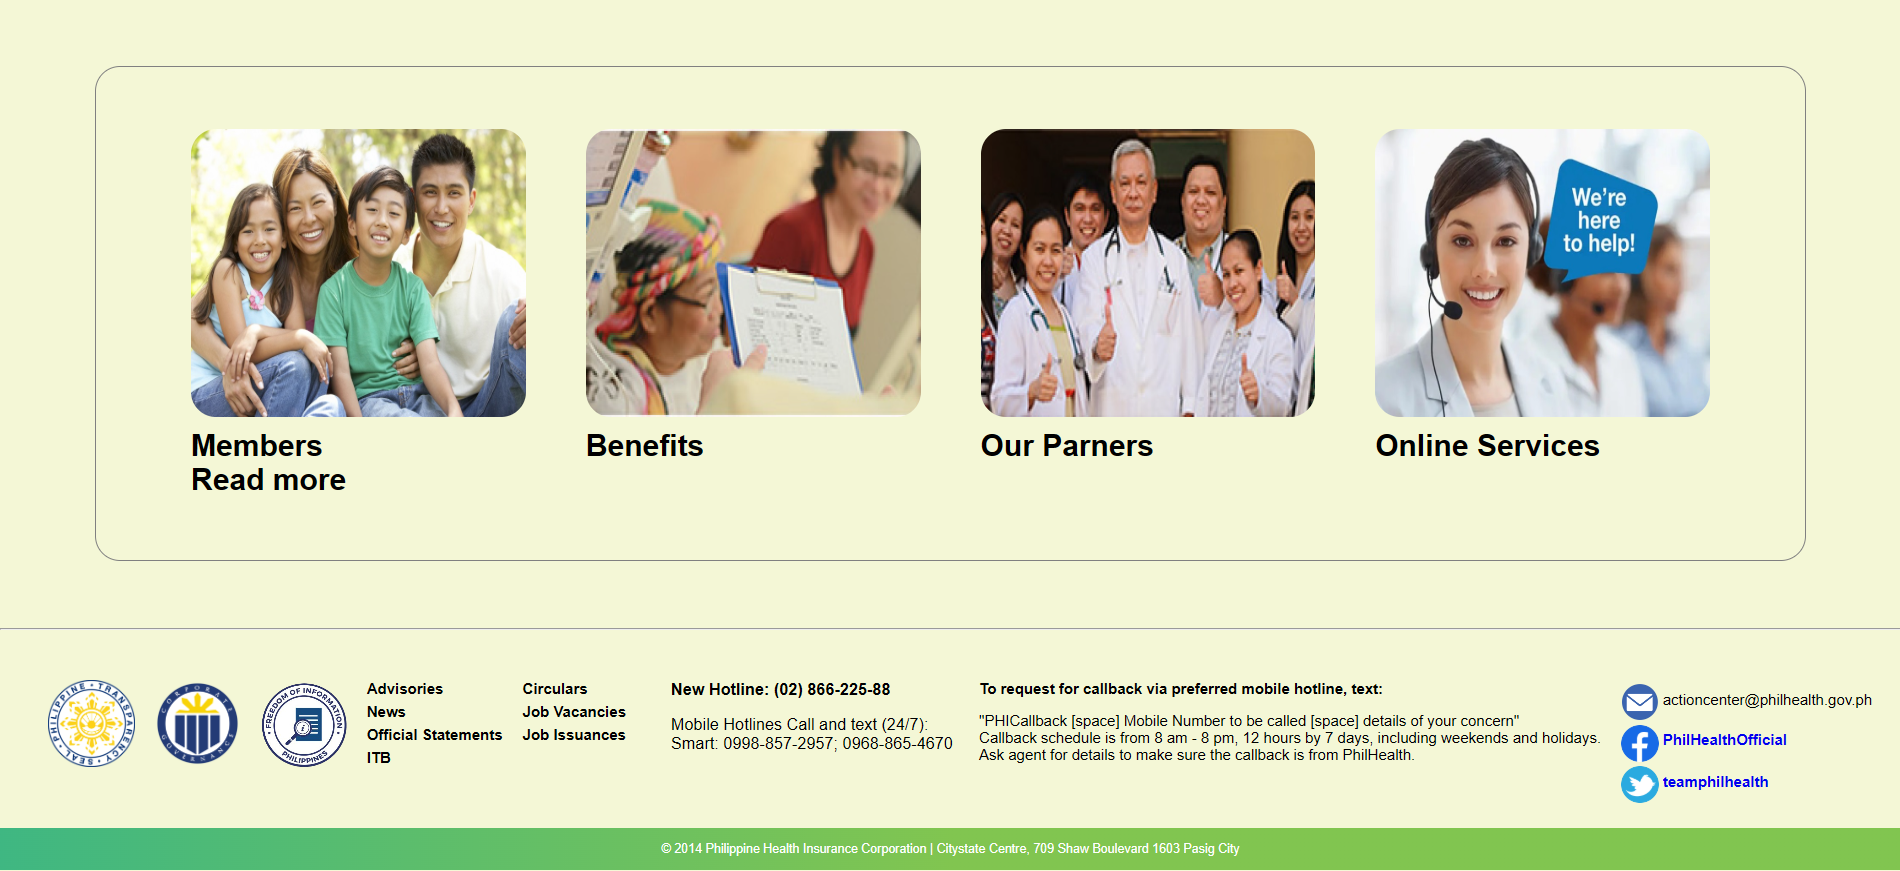 We're
here
to help!
Members
Read more
Benefits
Our Parners
Online Services
PHILIPPINE • TRANSPARENCY • SEAL •
CORPORATE
GOVERNANCE
• FREEDOM OF INFORMATION •
PHILIPPINES
Advisories
News
Official Statements
ITB
Circulars
Job Vacancies
Job Issuances
New Hotline: (02) 866-225-88
Mobile Hotlines Call and text (24/7):
Smart: 0998-857-2957; 0968-865-4670
To request for callback via preferred mobile hotline, text:
"PHICallback [space] Mobile Number to be called [space] details of your concern"
Callback schedule is from 8 am - 8 pm, 12 hours by 7 days, including weekends and holidays.
Ask agent for details to make sure the callback is from PhilHealth.
actioncenter@philhealth.gov.ph
PhilHealthOfficial
teamphilhealth
© 2014 Philippine Health Insurance Corporation | Citystate Centre, 709 Shaw Boulevard 1603 Pasig City